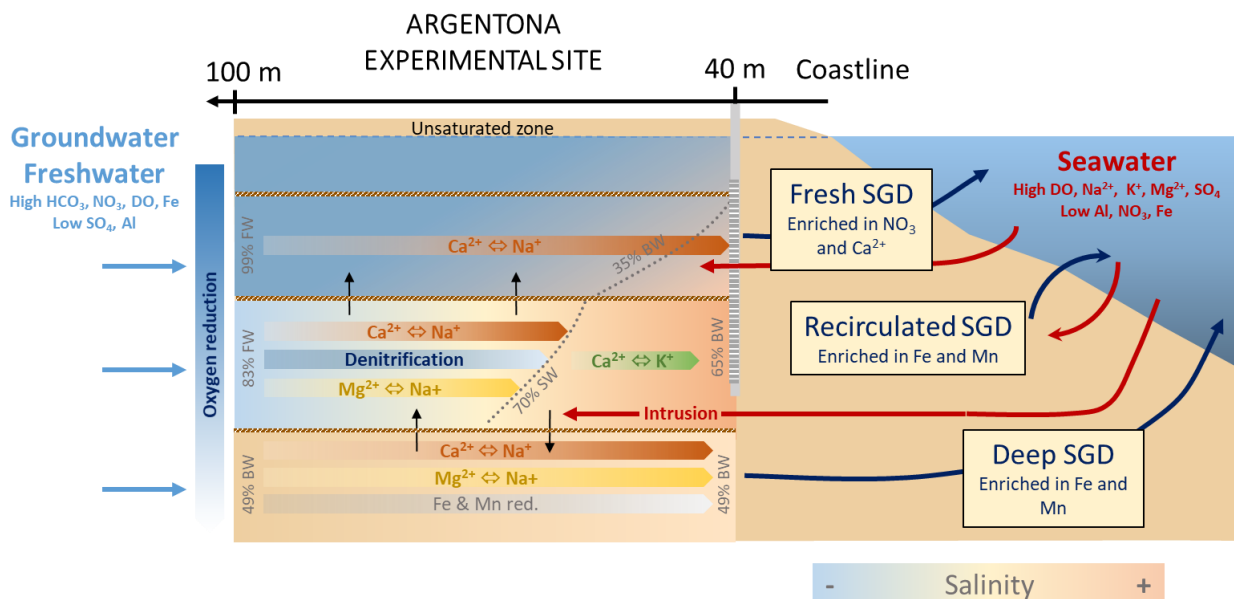 ARGENTONA
EXPERIMENTAL SITE
100 m
40 m
Coastline
Unsaturated zone
Groundwater
Freshwater
High HCO3, NO3, DO, Fe
Low SO4, Al
Oxygen reduction
99% FW
Ca2+ ⇔ Na+
35% BW
Fresh SGD
Enriched in NO3
and Ca2+
Seawater
High DO, Na2+, K+, Mg2+, SO4
Low Al, NO3, Fe
83% FW
Ca2+ ⇔ Na+
Denitrification
Mg2+ ⇔ Na+
70% SW
Ca2+ ⇔ K+
65% BW
Recirculated SGD
Enriched in Fe and Mn
Intrusion
49% BW
Ca2+ ⇔ Na+
Mg2+ ⇔ Na+
Fe & Mn red.
49% BW
Deep SGD
Enriched in Fe and
Mn
- Salinity +